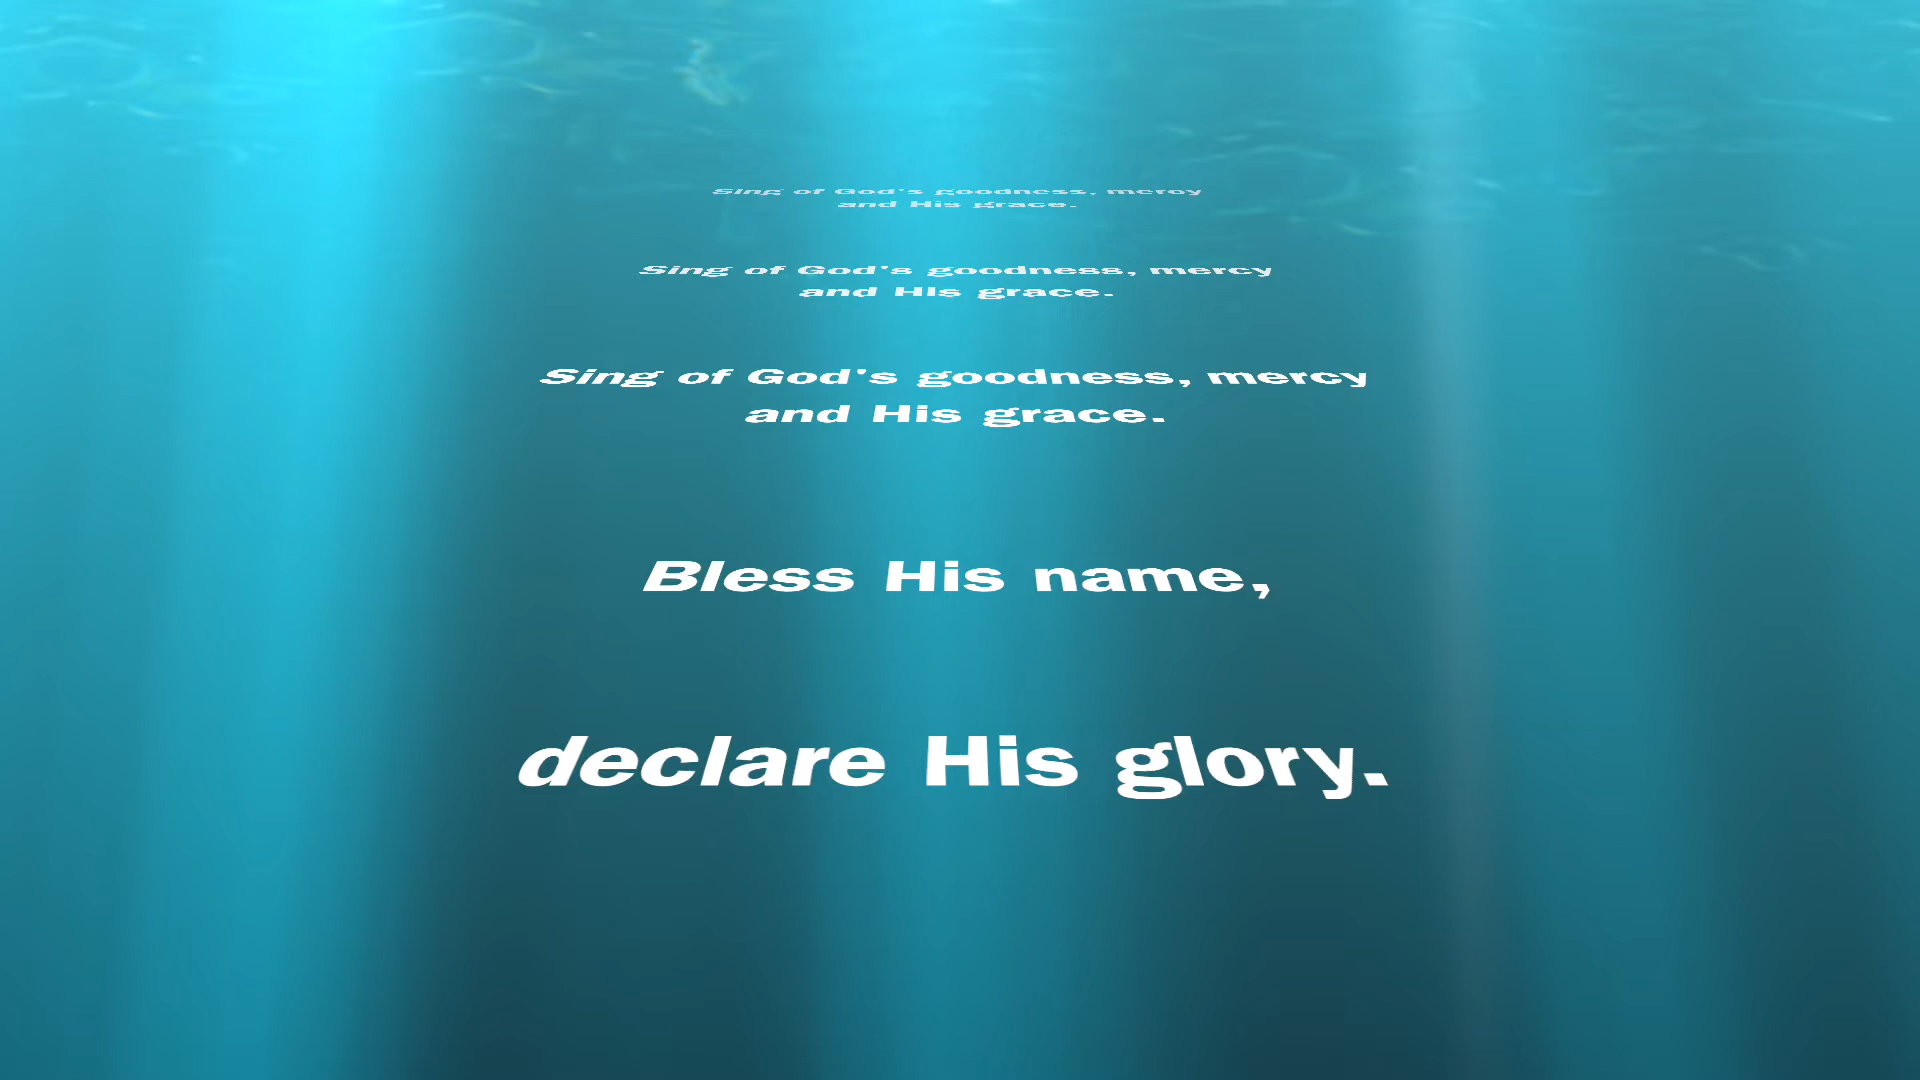 Sing of God's goodness, mercy
and His grace.
Sing of God's goodness, mercy
and His grace.
Sing of God's goodness, mercy
and His grace.
Bless His name,
declare His glory.